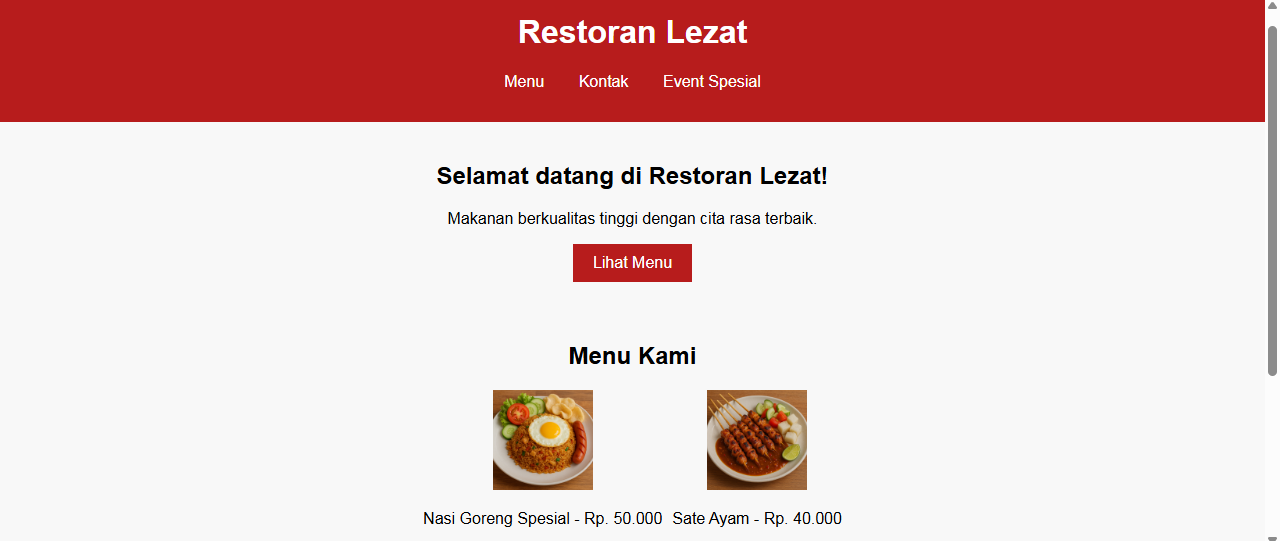 Restoran Lezat
Menu Kontak Event Spesial
Selamat datang di Restoran Lezat!
Makanan berkualitas tinggi dengan cita rasa terbaik.
Lihat Menu
Menu Kami
Nasi Goreng Spesial - Rp. 50.000 Sate Ayam - Rp. 40.000